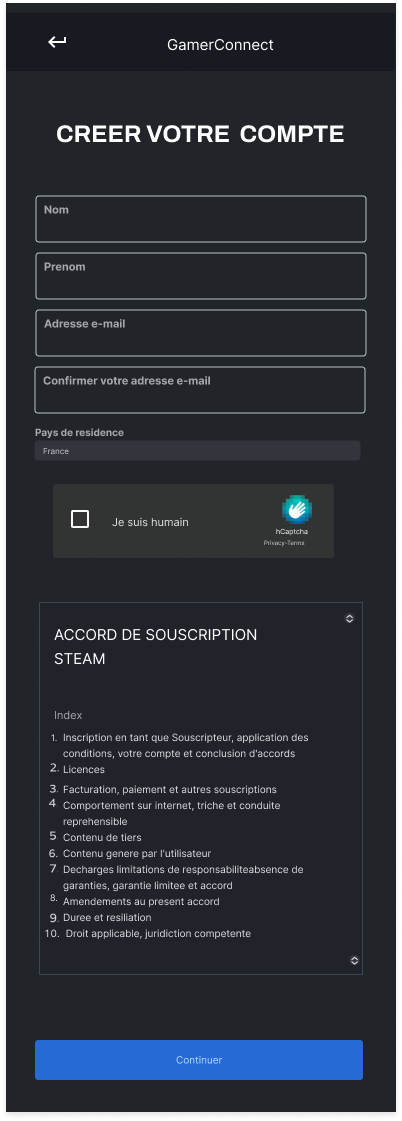 GamerConnect
CREER VOTRE COMPTE
Nom
Prenom
Adresse e-mail
Confirmer votre adresse e-mail
Pays de residence
France
Je suis humain
hCaptcha
Privacy-Terms
ACCORD DE SOUSCRIPTION
STEAM
Index
1. Inscription en tant que Souscripteur, application des
conditions, votre compte et conclusion d'accords
2. Licences
3. Facturation, paiement et autres souscriptions
4 Comportement sur internet, triche et conduite
reprehensible
5 Contenu de tiers
6. Contenu genere par l'utilisateur
7. Decharges limitations de responsabiliteabsence de
garanties, garantie limitee et accord
8. Amendements au present accord
9. Duree et resiliation
10. Droit applicable, juridiction competente
Continuer